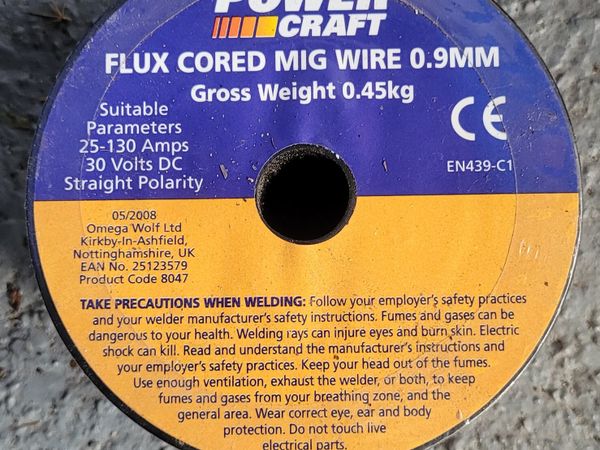 POWER
CRAFT
FLUX CORED MIG WIRE 0.9MM
Gross Weight 0.45kg
Suitable
Parameters
25-130 Amps
30 Volts DC
Straight Polarity
CE
EN439-C1
05/2008
Omega Wolf Ltd
Kirkby-In-Ashfield,
Nottinghamshire, UK
EAN No. 25123579
Product Code 8047
TAKE PRECAUTIONS WHEN WELDING: Follow your employer's safety practices
and your welder manufacturer's safety instructions. Fumes and gases can be
dangerous to your health. Welding rays can injure eyes and burn skin. Electric
shock can kill. Read and understand the manufacturer's instructions and
your employer's safety practices. Keep your head out of the fumes.
Use enough ventilation, exhaust the welder, or both, to keep
fumes and gases from your breathing zone, and the
general area. Wear correct eye, ear and body
protection. Do not touch live
electrical parts.